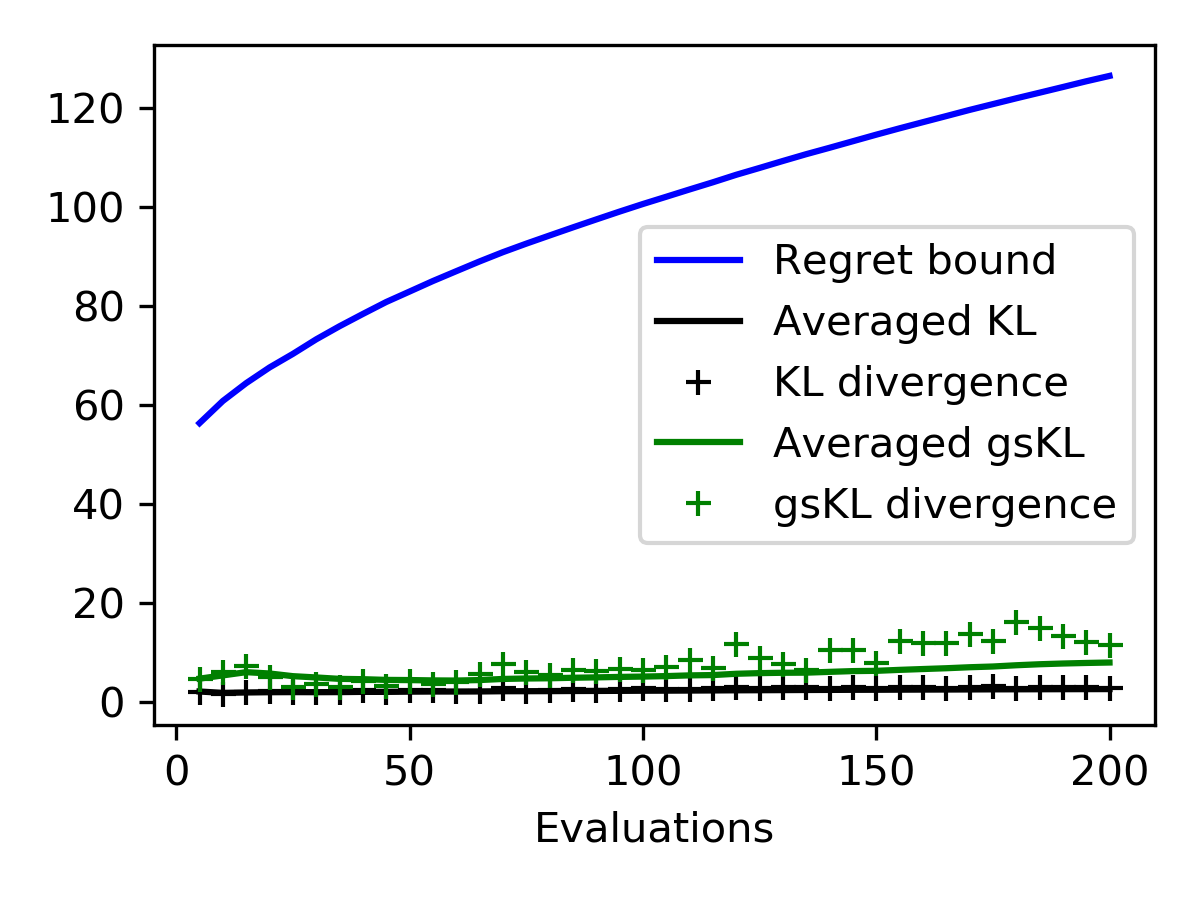 120
100
80
60
40
20
0
Regret bound
Averaged KL
KL divergence
Averaged gsKL
gsKL divergence
0 50 100 150 200
Evaluations